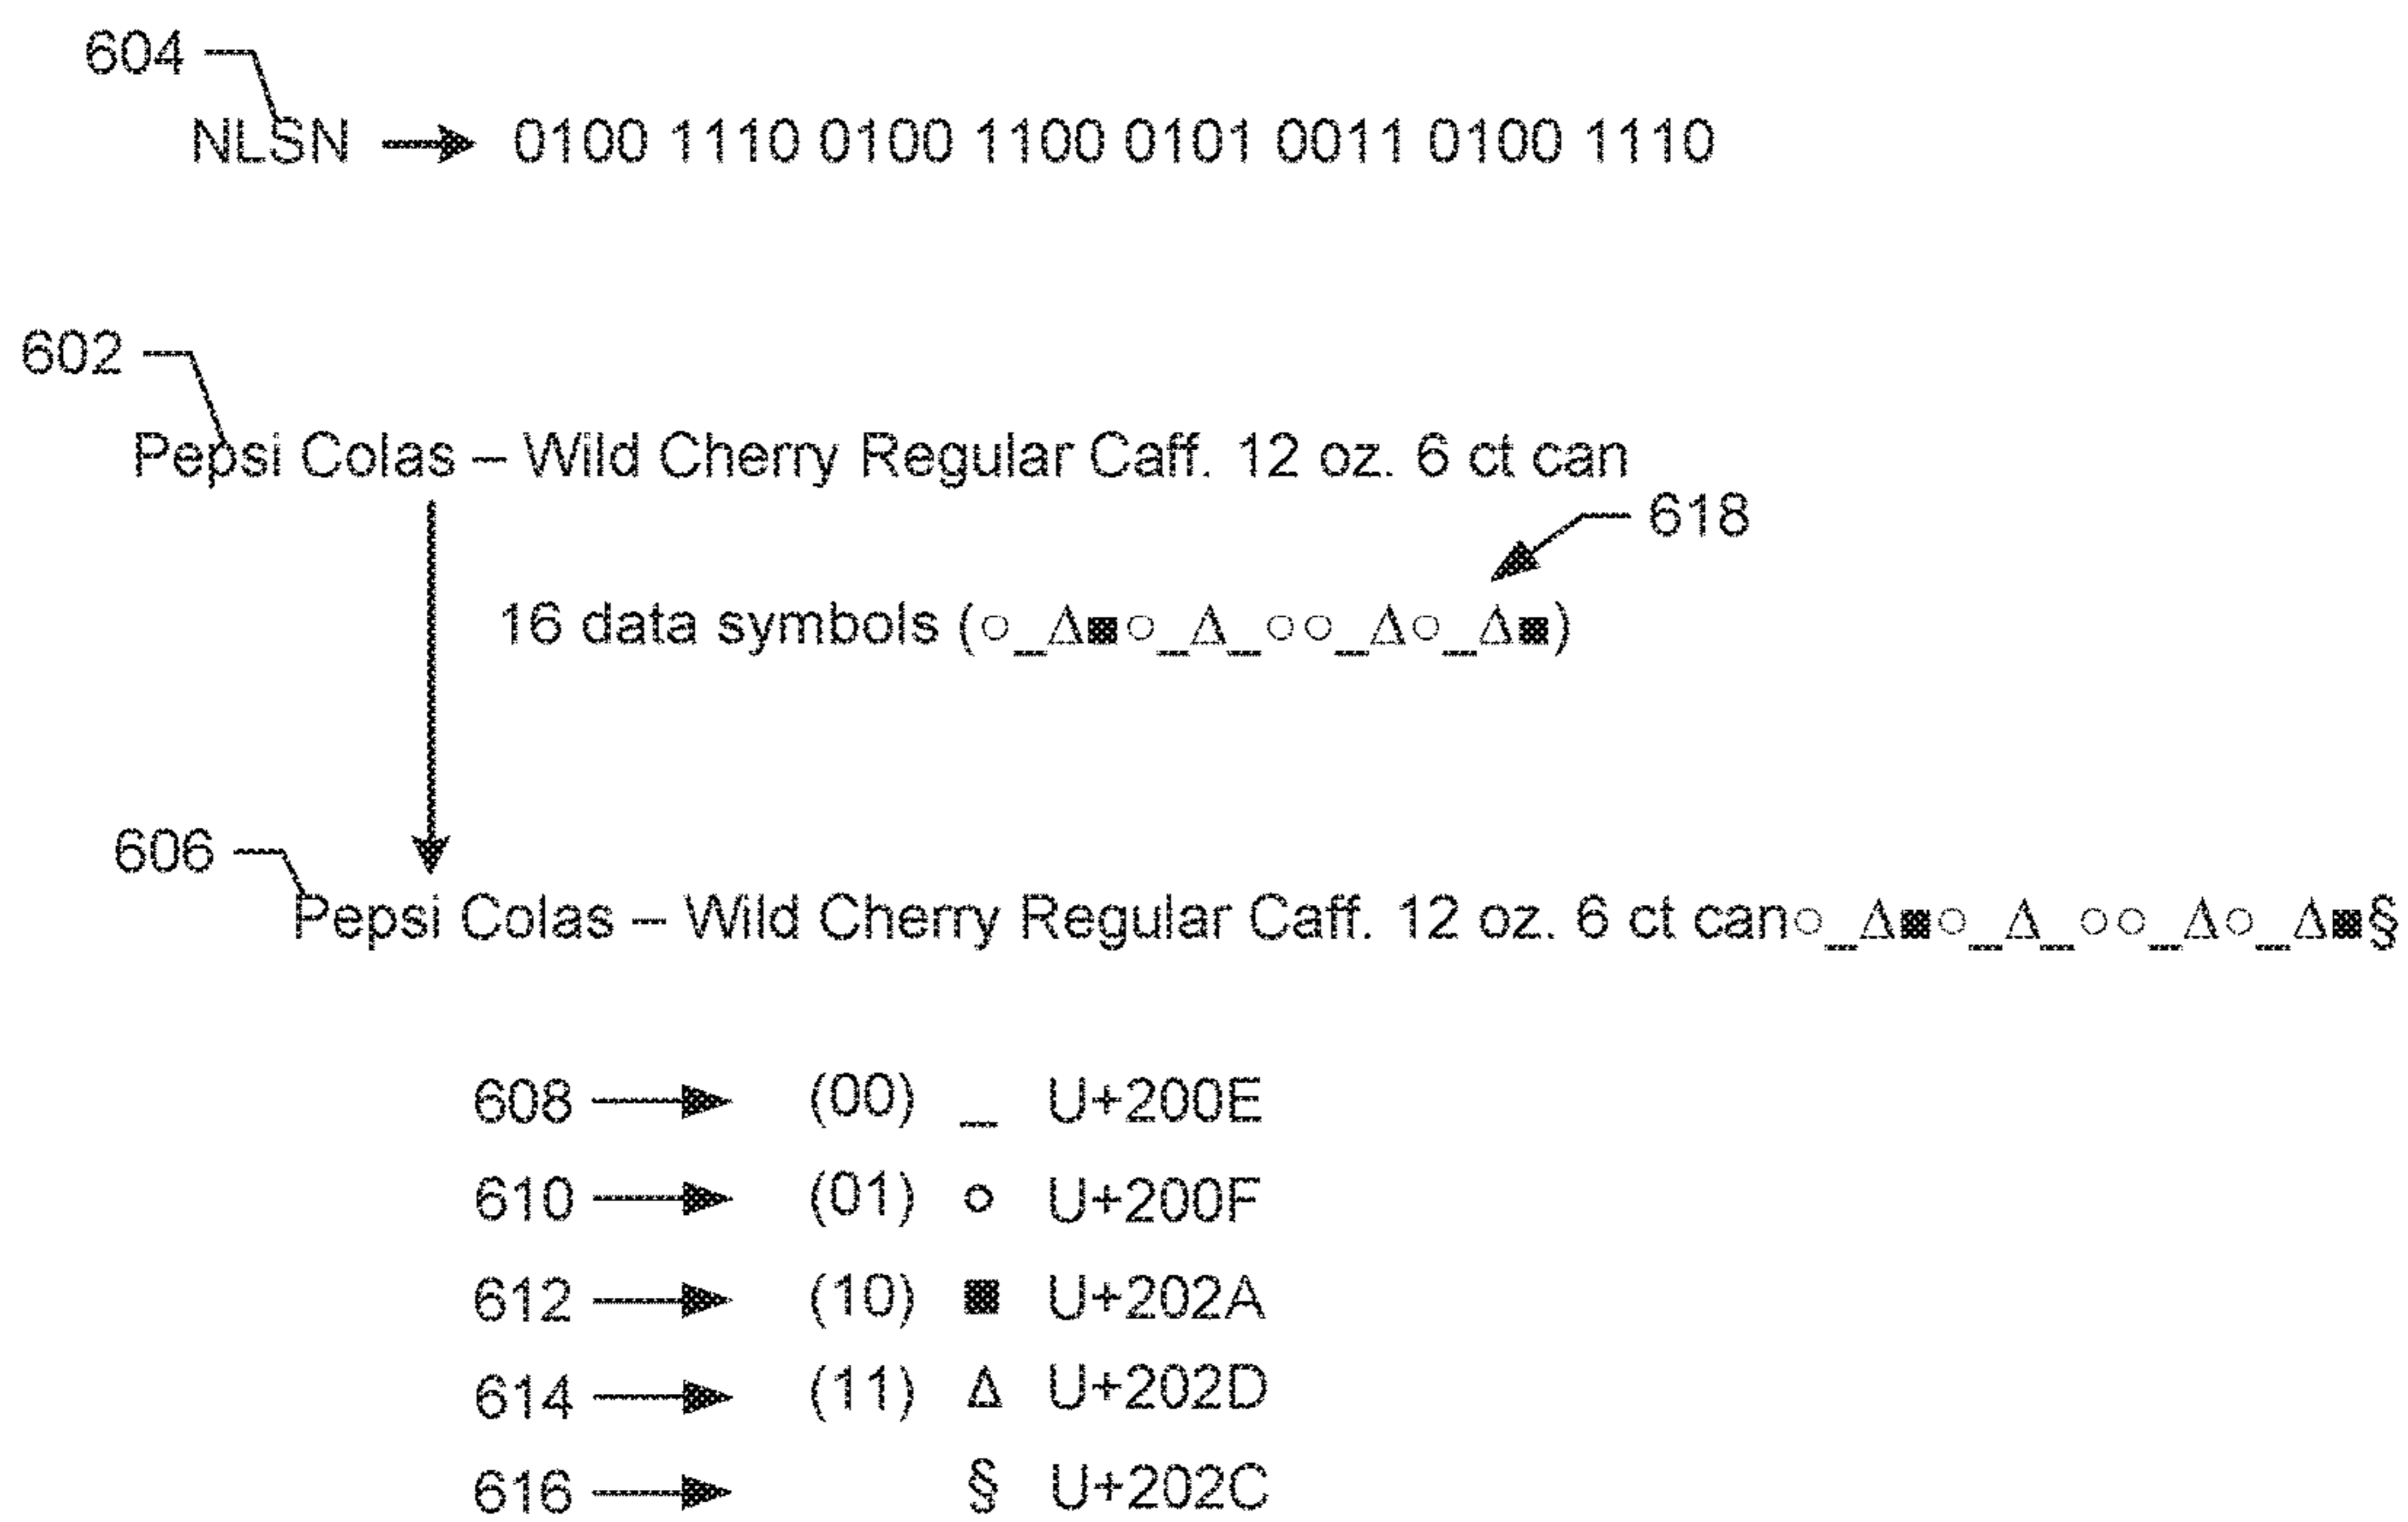 604
NLSN → 0100 1110 0100 1100 0101 0011 0100 1110
602
Pepsi Colas – Wild Cherry Regular Caff. 12 oz. 6 ct can
618
16 data symbols (○_Δ■○_Δ_○○_Δ○_Δ■)
606
Pepsi Colas – Wild Cherry Regular Caff. 12 oz. 6 ct can○_Δ■○_Δ_○○_Δ○_Δ■§
608 → (00) _ U+200E
610 → (01) ○ U+200F
612 → (10) ■ U+202A
614 → (11) Δ U+202D
616 → § U+202C